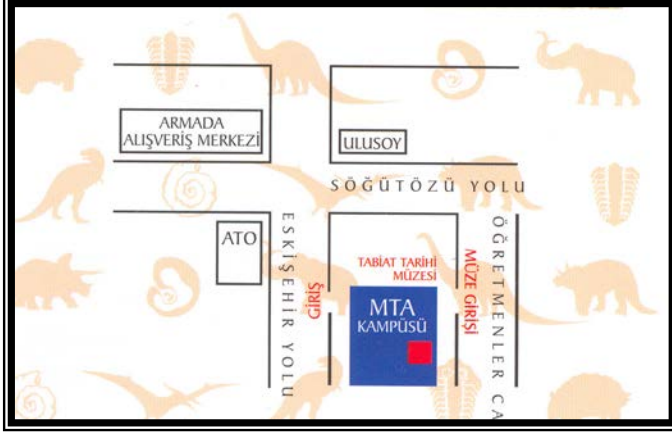 ARMADA
ALIŞVERİŞ MERKEZİ
ULUSOY
SÖĞÜTÖZÜ YOLU
ATO
ESKİŞEHİR YOLU
GİRİŞ
TABİAT TARİHİ
MÜZESİ
MTA
KAMPÜSÜ
MÜZE GİRİŞİ
ÖĞRETMENLER CA